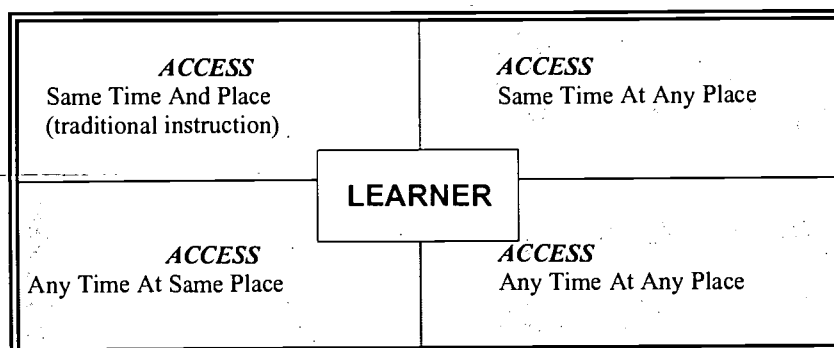 ACCESS
Same Time And Place
(traditional instruction)
ACCESS
Same Time At Any Place
LEARNER
ACCESS
Any Time At Same Place
ACCESS
Any Time At Any Place